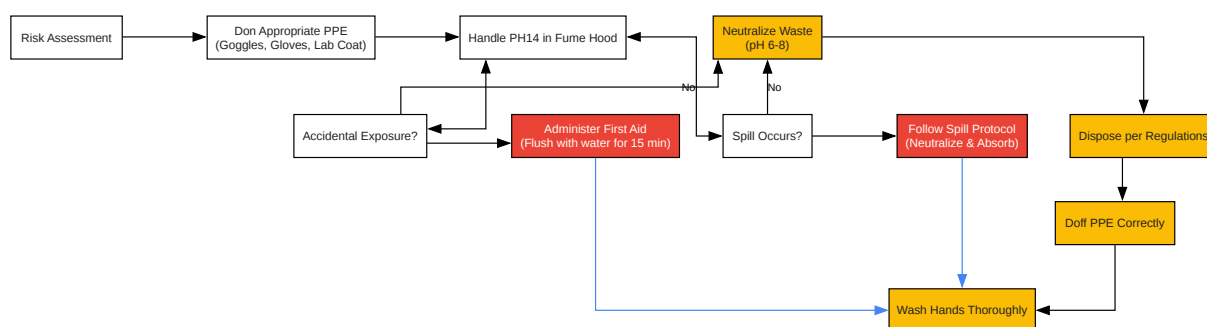 Risk Assessment
Don Appropriate PPE
(Goggles, Gloves, Lab Coat)
Handle PH14 in Fume Hood
Neutralize Waste
(pH 6-8)
No
No
Accidental Exposure?
Administer First Aid
(Flush with water for 15 min)
Spill Occurs?
Follow Spill Protocol
(Neutralize & Absorb)
Dispose per Regulations
Doff PPE Correctly
Wash Hands Thoroughly